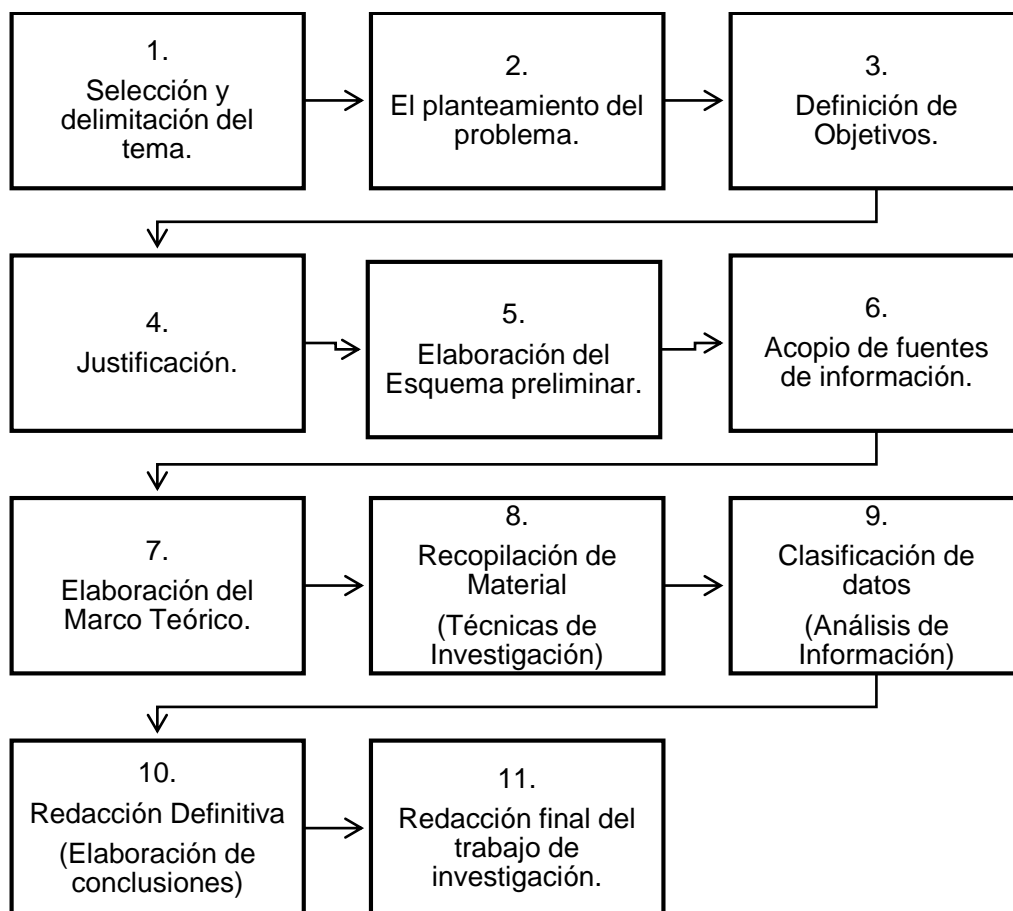 1.
Selección y
delimitación del
tema.
2.
El planteamiento del
problema.
3.
Definición de
Objetivos.
4.
Justificación.
5.
Elaboración del
Esquema preliminar.
6.
Acopio de fuentes
de información.
7.
Elaboración del
Marco Teórico.
8.
Recopilación de
Material
(Técnicas de
Investigación)
9.
Clasificación de
datos
(Análisis de
Información)
10.
Redacción Definitiva
(Elaboración de
conclusiones)
11.
Redacción final del
trabajo de
investigación.